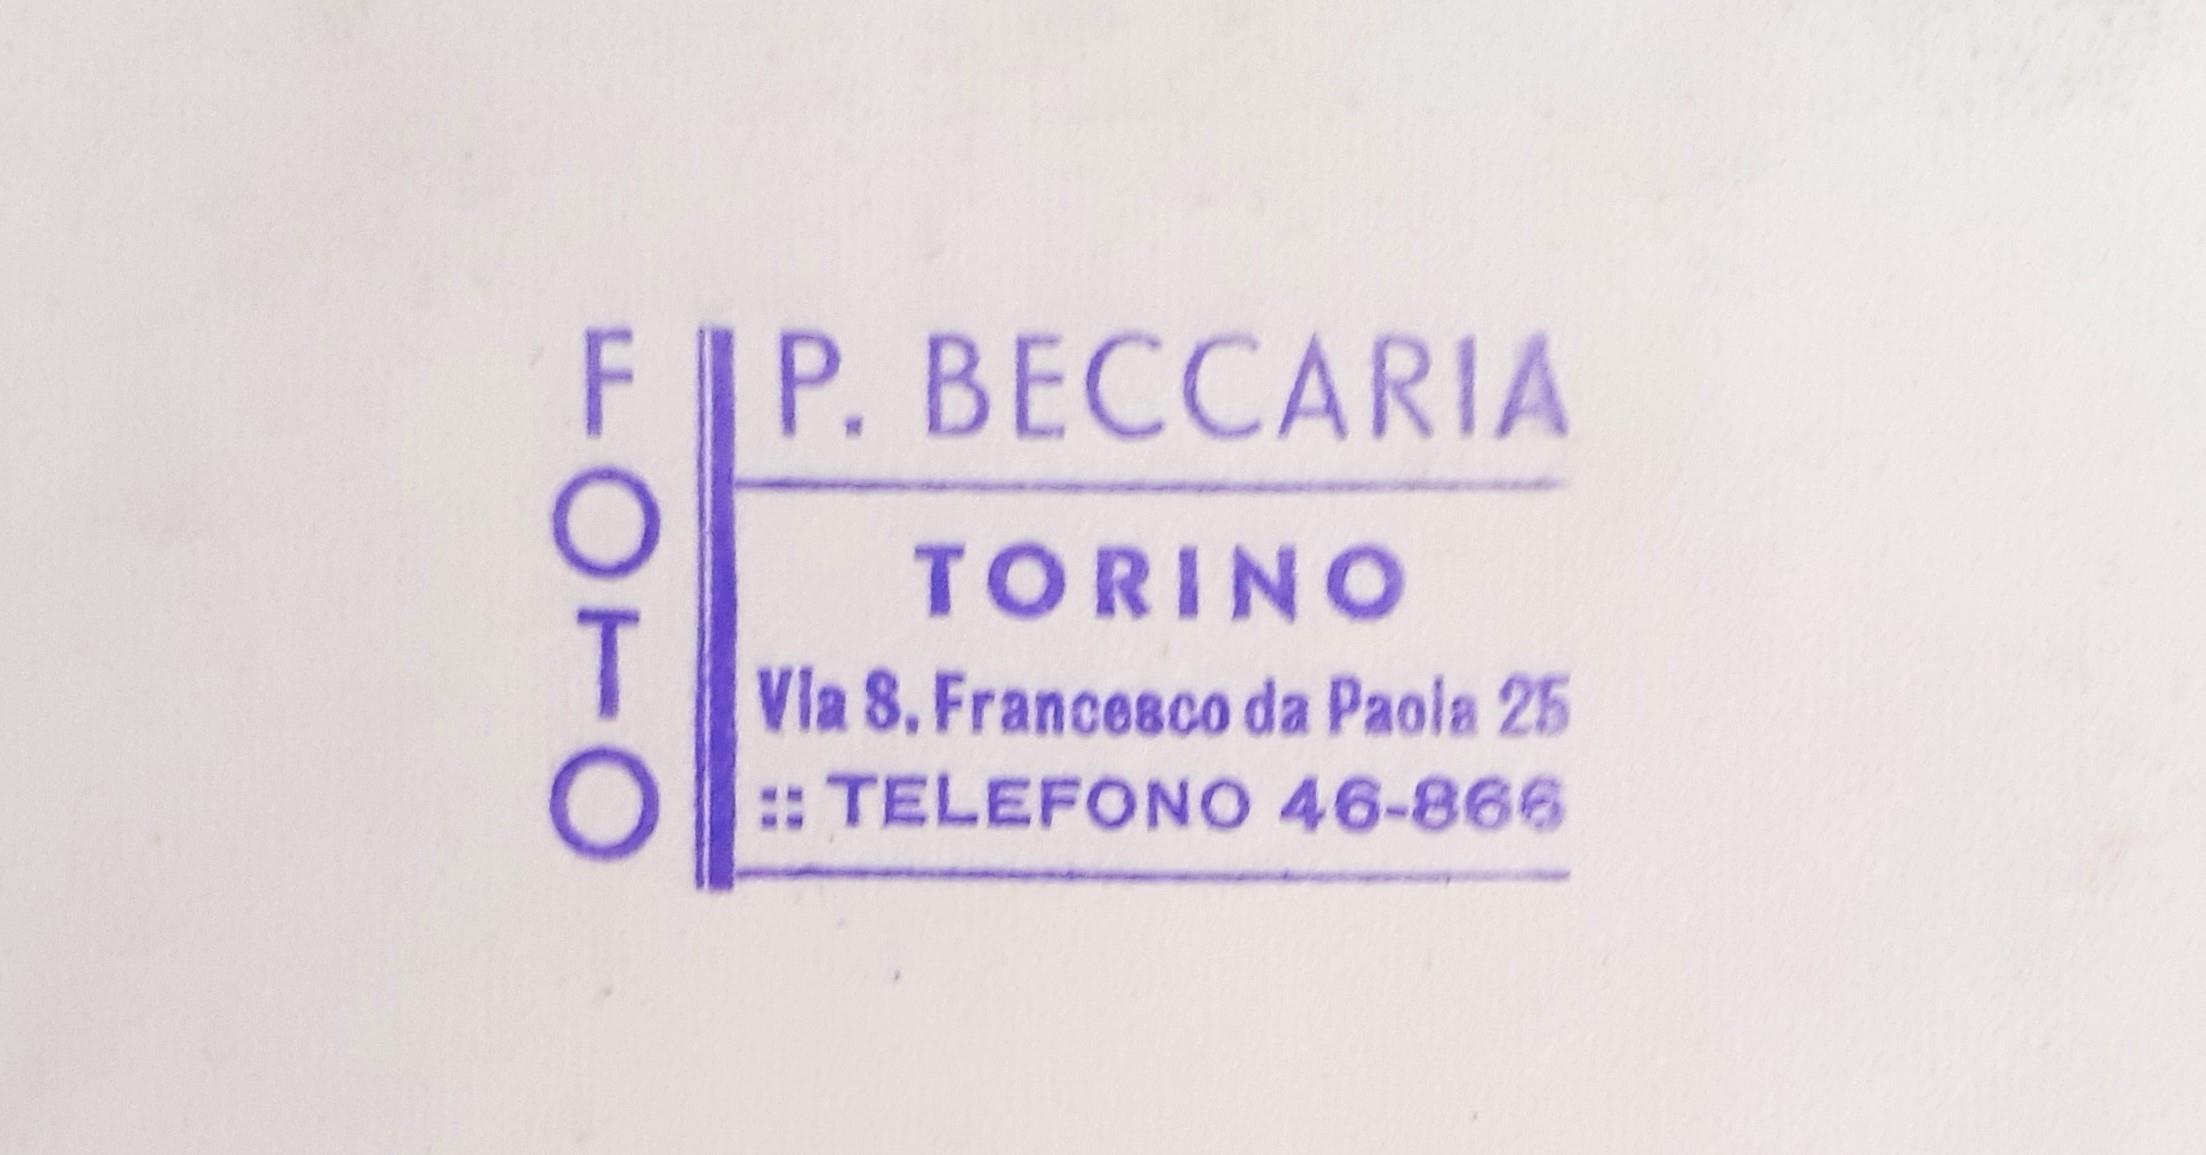 FOTO
P. BECCARIA
TORINO
Via S. Francesco da Paola 25
:: TELEFONO 46-866